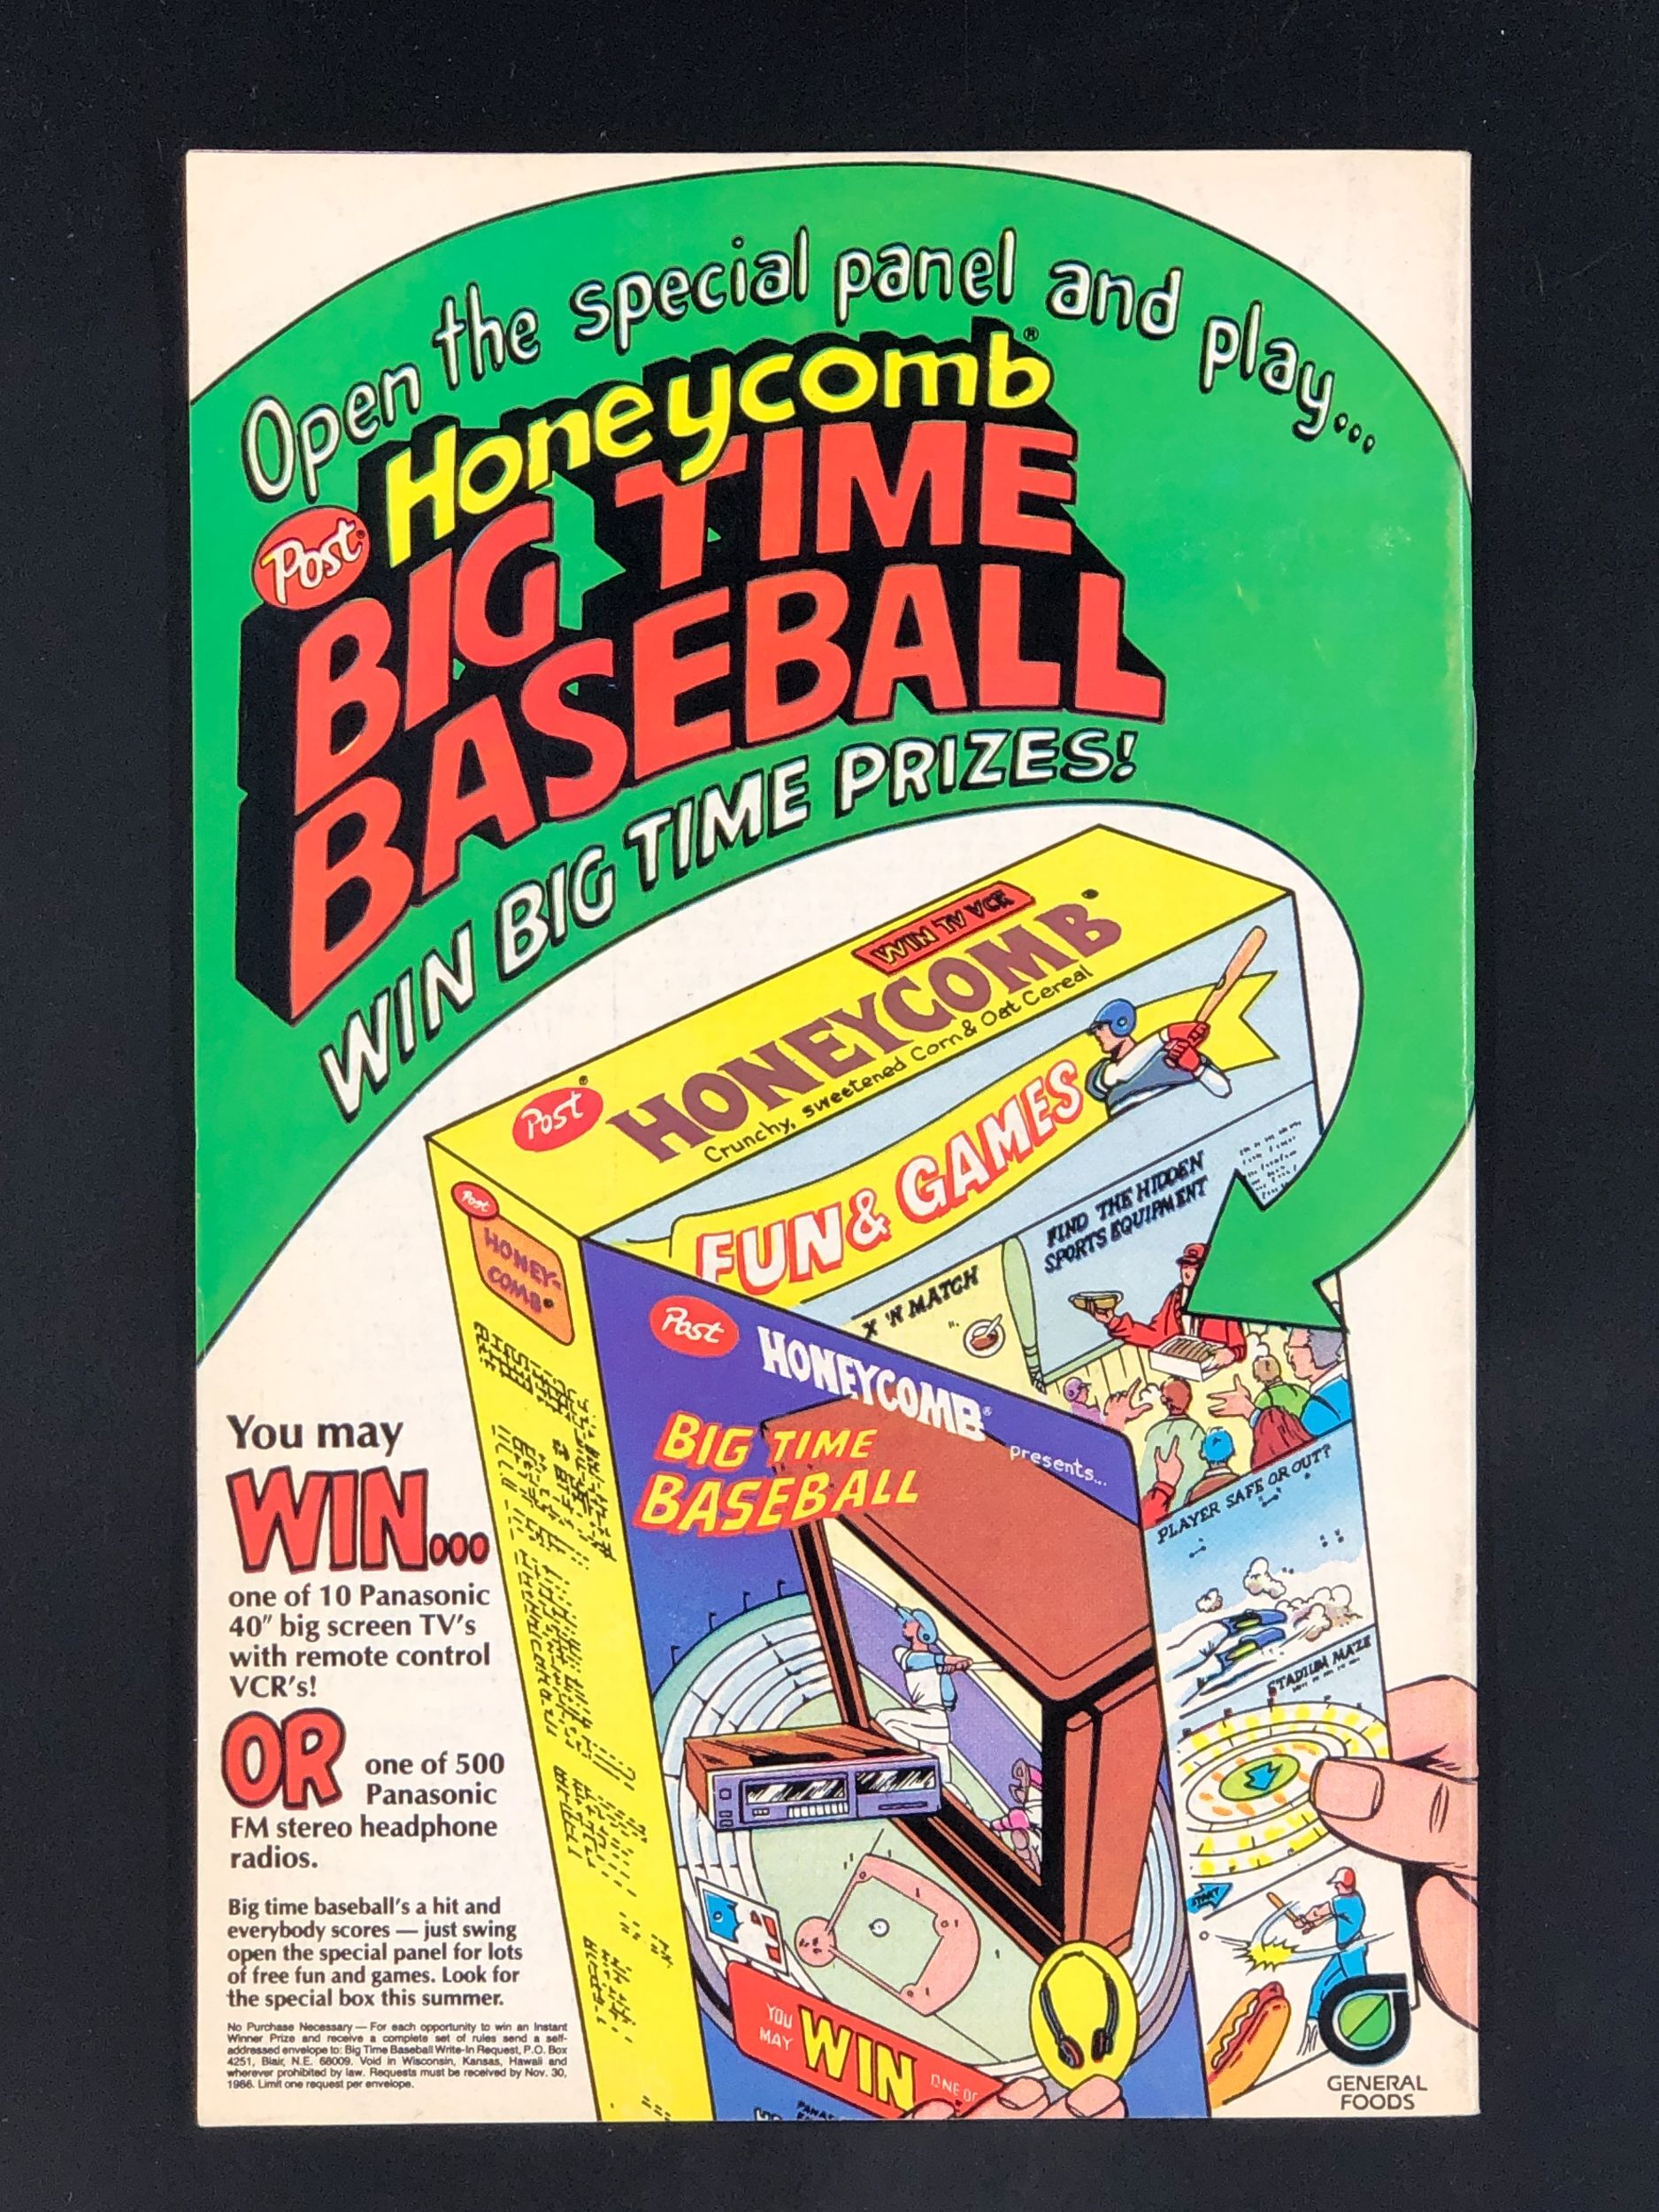 Open the special panel and play...
Post Honeycomb®
BIG TIME
BASEBALL
WIN BIG TIME PRIZES!
WIN TV VCR
Post® HONEYCOMB®
Crunchy, sweetened Corn & Oat Cereal
FUN & GAMES
FIND THE HIDDEN
SPORTS EQUIPMENT
X 'N MATCH
Post
HONEY-
COMB®
Post HONEYCOMB®
BIG TIME
BASEBALL
presents...
PLAYER SAFE OR OUT?
STADIUM MAZE
START
YOU
MAY
WIN
ONE OF
You may
WIN...
one of 10 Panasonic
40" big screen TV's
with remote control
VCR's!
OR one of 500
Panasonic
FM stereo headphone
radios.
Big time baseball's a hit and
everybody scores — just swing
open the special panel for lots
of free fun and games. Look for
the special box this summer.
No Purchase Necessary — For each opportunity to win an Instant
Winner Prize and receive a complete set of rules send a self-
addressed envelope to: Big Time Baseball Write-In Request, P.O. Box
4251, Blair, N.E. 68009. Void in Wisconsin, Kansas, Hawaii and
wherever prohibited by law. Requests must be received by Nov. 30,
1986. Limit one request per envelope.
GENERAL
FOODS